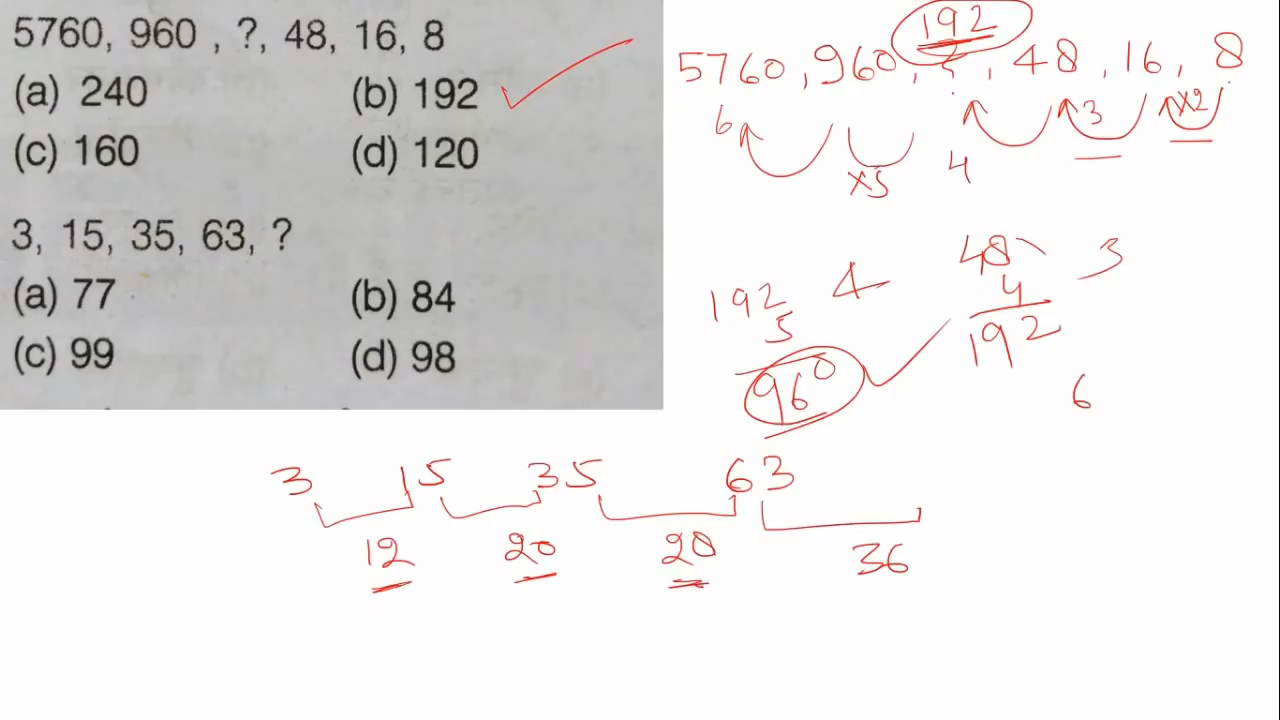 5760, 960 , ?, 48, 16, 8
(a) 240 (b) 192
(c) 160 (d) 120
3, 15, 35, 63, ?
(a) 77 (b) 84
(c) 99 (d) 98
192
5760, 960, ?, 48, 16, 8
6 3 ×2
×5 4
192 4 48 3
5 4
960 192
6
3 15 35 63
12 20 28 36